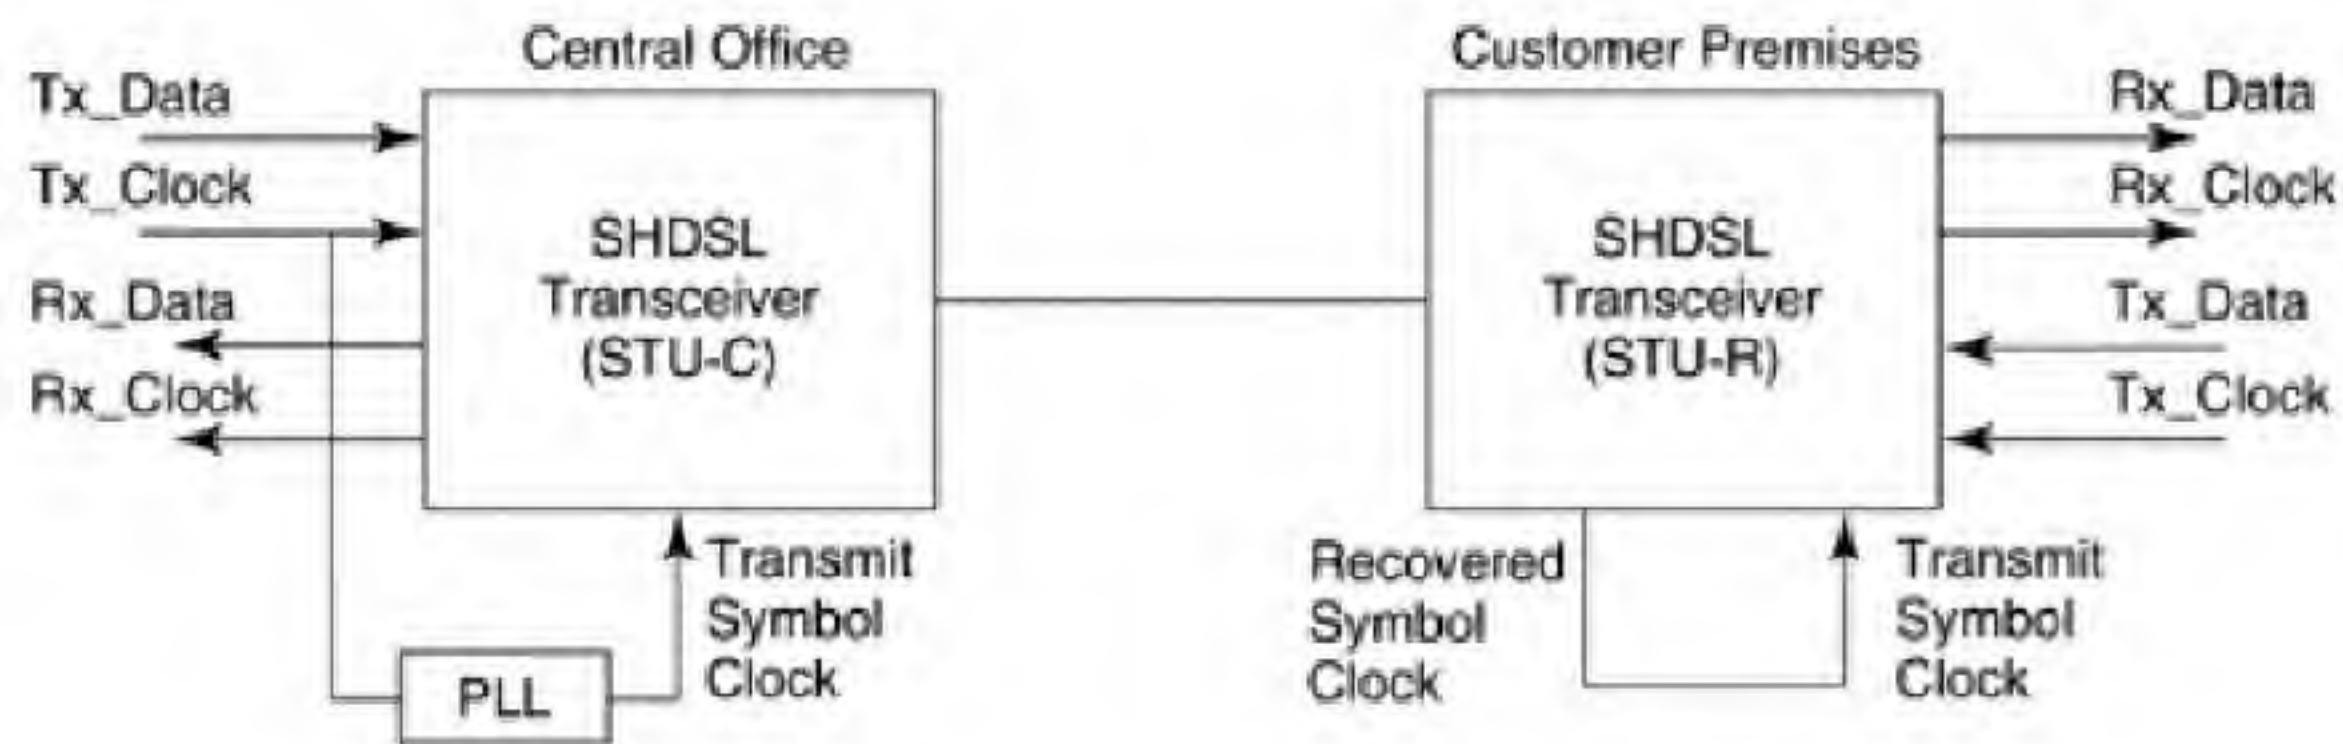 Central Office
Customer Premises
Tx_Data
Tx_Clock
Rx_Data
Rx_Clock
SHDSL
Transceiver
(STU-C)
PLL
Transmit
Symbol
Clock
SHDSL
Transceiver
(STU-R)
Rx_Data
Rx_Clock
Tx_Data
Tx_Clock
Recovered
Symbol
Clock
Transmit
Symbol
Clock